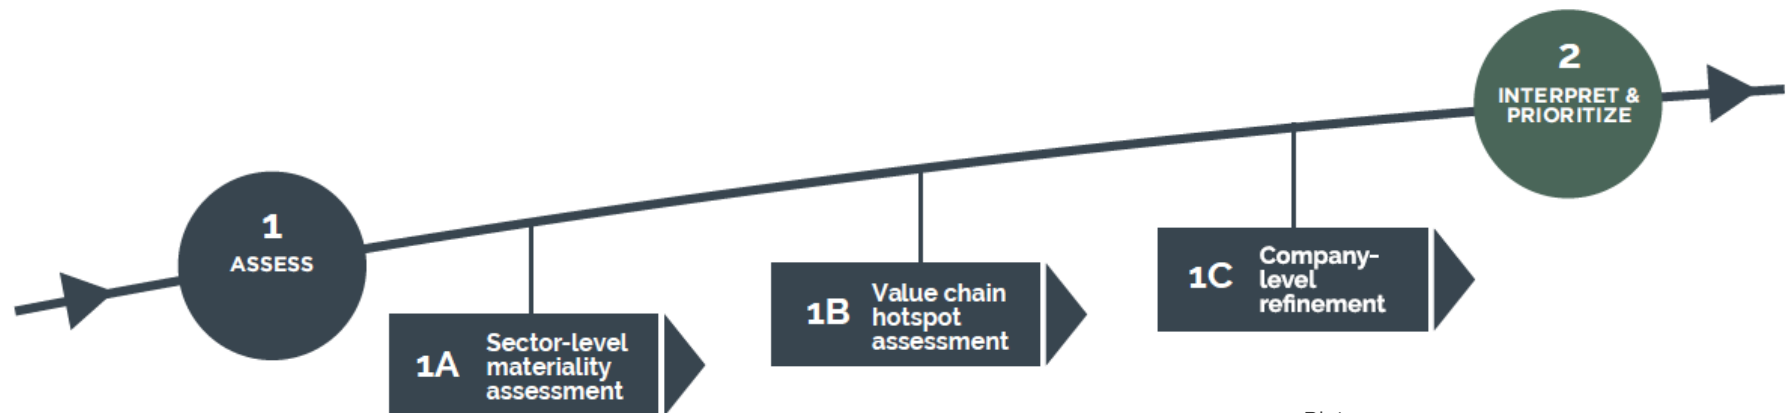 1
ASSESS
1A
Sector-level
materiality
assessment
1B
Value chain
hotspot
assessment
1C
Company-
level
refinement
2
INTERPRET &
PRIORITIZE